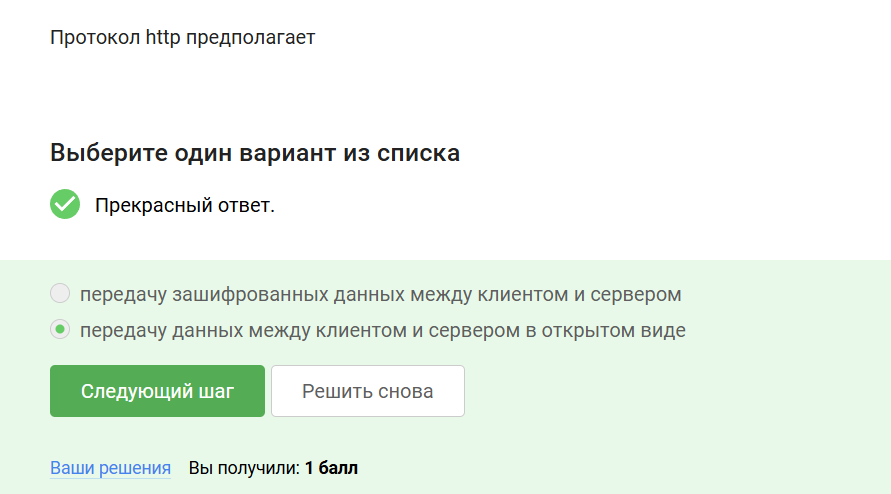 Протокол http предполагает
Выберите один вариант из списка
Прекрасный ответ.
передачу зашифрованных данных между клиентом и сервером
передачу данных между клиентом и сервером в открытом виде
Следующий шаг Решить снова
Ваши решения Вы получили: 1 балл